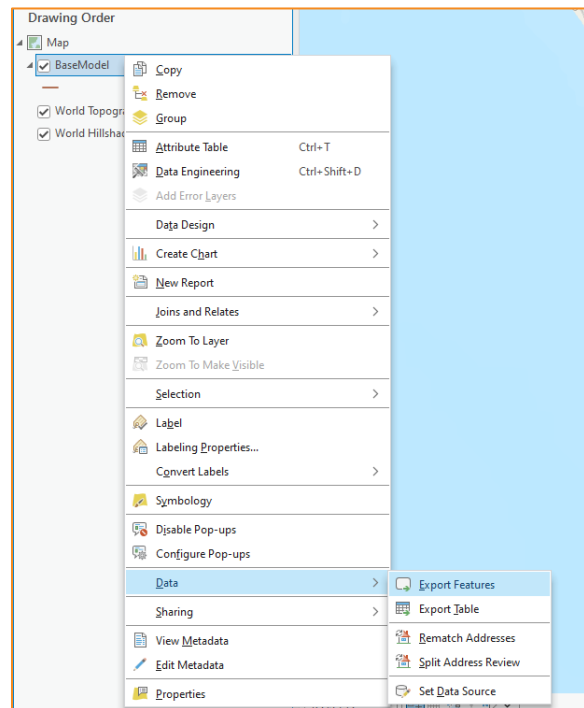 Drawing Order
Map
BaseModel
World Topogra
World Hillsha
Copy
Remove
Group
Attribute Table Ctrl+T
Data Engineering Ctrl+Shift+D
Add Error Layers
Data Design
Create Chart
New Report
Joins and Relates
Zoom To Layer
Zoom To Make Visible
Selection
Label
Labeling Properties...
Convert Labels
Symbology
Disable Pop-ups
Configure Pop-ups
Data
Sharing
View Metadata
Edit Metadata
Properties
Export Features
Export Table
Rematch Addresses
Split Address Review
Set Data Source